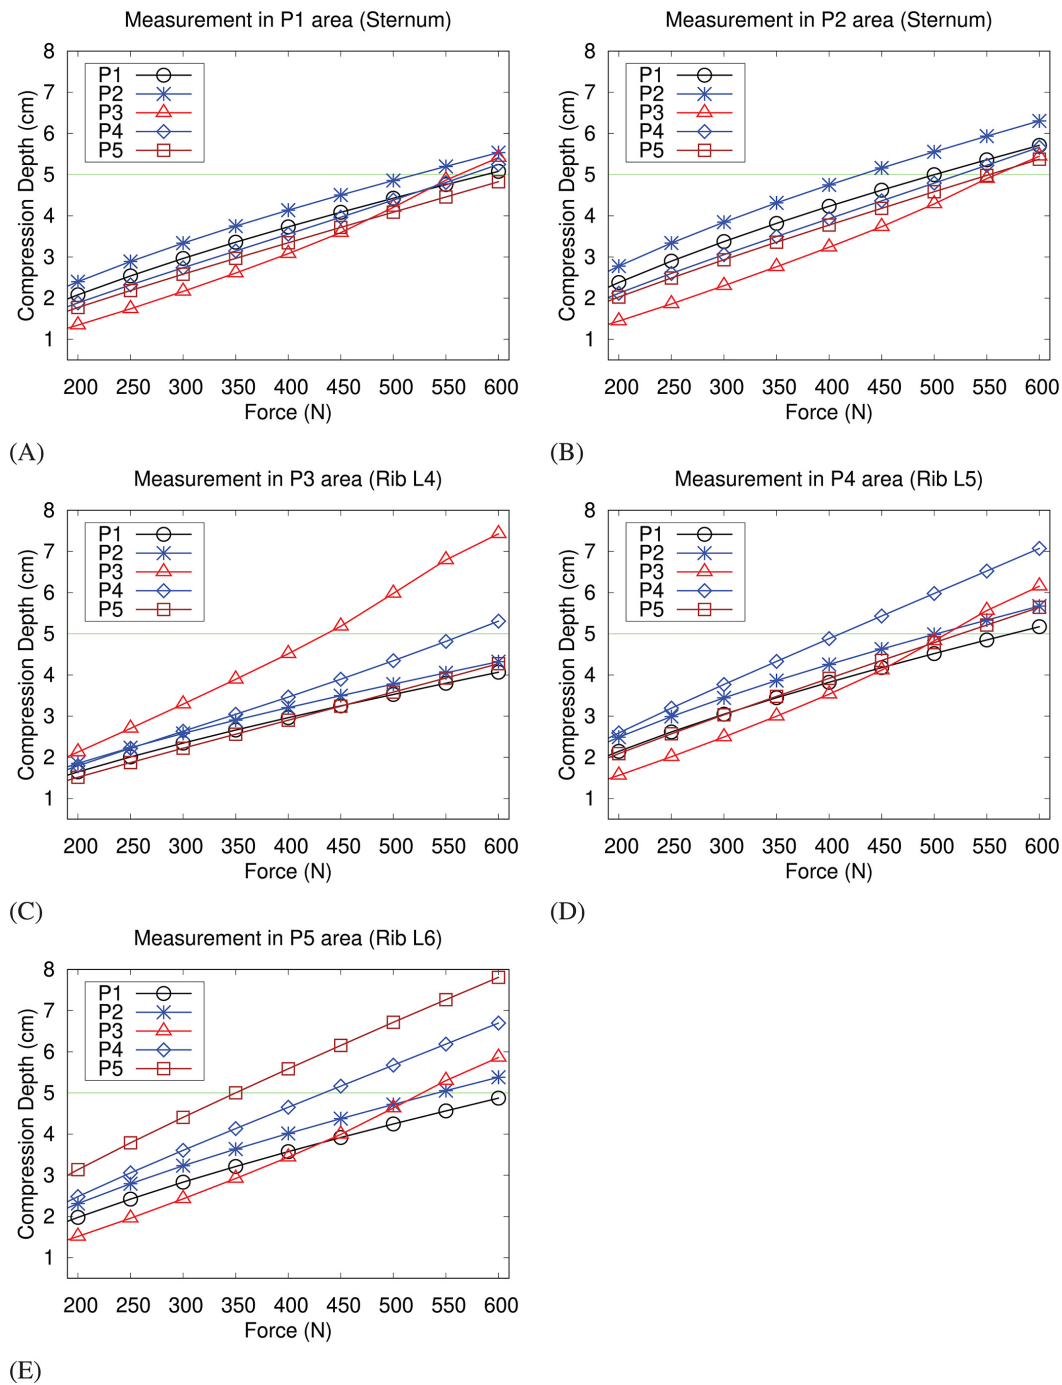 Measurement in P1 area (Sternum)
Compression Depth (cm)
8
7
6
5
4
3
2
1
P1
P2
P3
P4
P5
200 250 300 350 400 450 500 550 600
Force (N)
(A)
Measurement in P2 area (Sternum)
Compression Depth (cm)
8
7
6
5
4
3
2
1
P1
P2
P3
P4
P5
200 250 300 350 400 450 500 550 600
Force (N)
(B)
Measurement in P3 area (Rib L4)
Compression Depth (cm)
8
7
6
5
4
3
2
1
P1
P2
P3
P4
P5
200 250 300 350 400 450 500 550 600
Force (N)
(C)
Measurement in P4 area (Rib L5)
Compression Depth (cm)
8
7
6
5
4
3
2
1
P1
P2
P3
P4
P5
200 250 300 350 400 450 500 550 600
Force (N)
(D)
Measurement in P5 area (Rib L6)
Compression Depth (cm)
8
7
6
5
4
3
2
1
P1
P2
P3
P4
P5
200 250 300 350 400 450 500 550 600
Force (N)
(E)